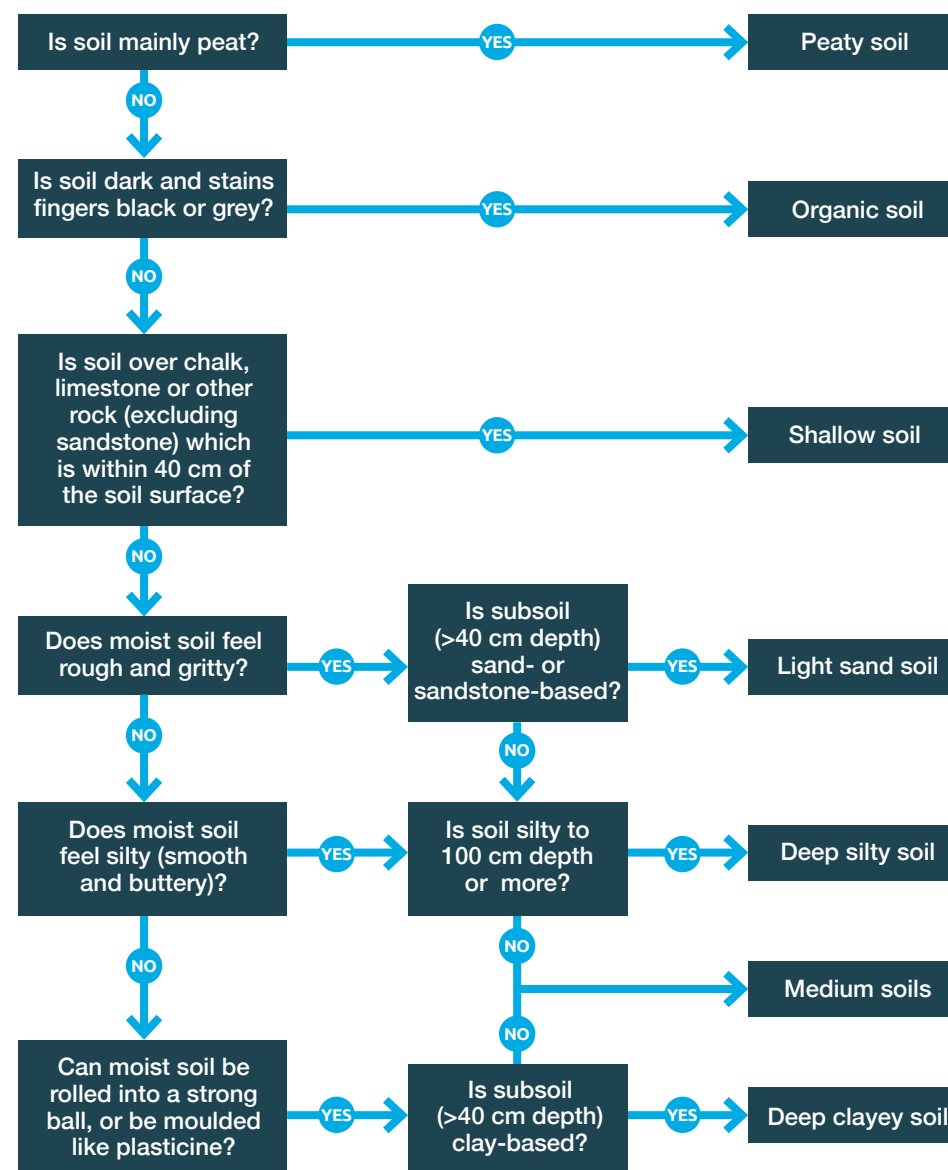 Is soil mainly peat?
YES
Peaty soil
NO
Is soil dark and stains
fingers black or grey?
YES
Organic soil
NO
Is soil over chalk,
limestone or other
rock (excluding
sandstone) which
is within 40 cm of
the soil surface?
YES
Shallow soil
NO
Does moist soil feel
rough and gritty?
YES
Is subsoil
(>40 cm depth)
sand- or
sandstone-based?
YES
Light sand soil
NO
NO
Does moist soil
feel silty (smooth
and buttery)?
YES
Is soil silty to
100 cm depth
or more?
YES
Deep silty soil
NO
NO
Medium soils
NO
Can moist soil be
rolled into a strong
ball, or be moulded
like plasticine?
YES
Is subsoil
(>40 cm depth)
clay-based?
YES
Deep clayey soil